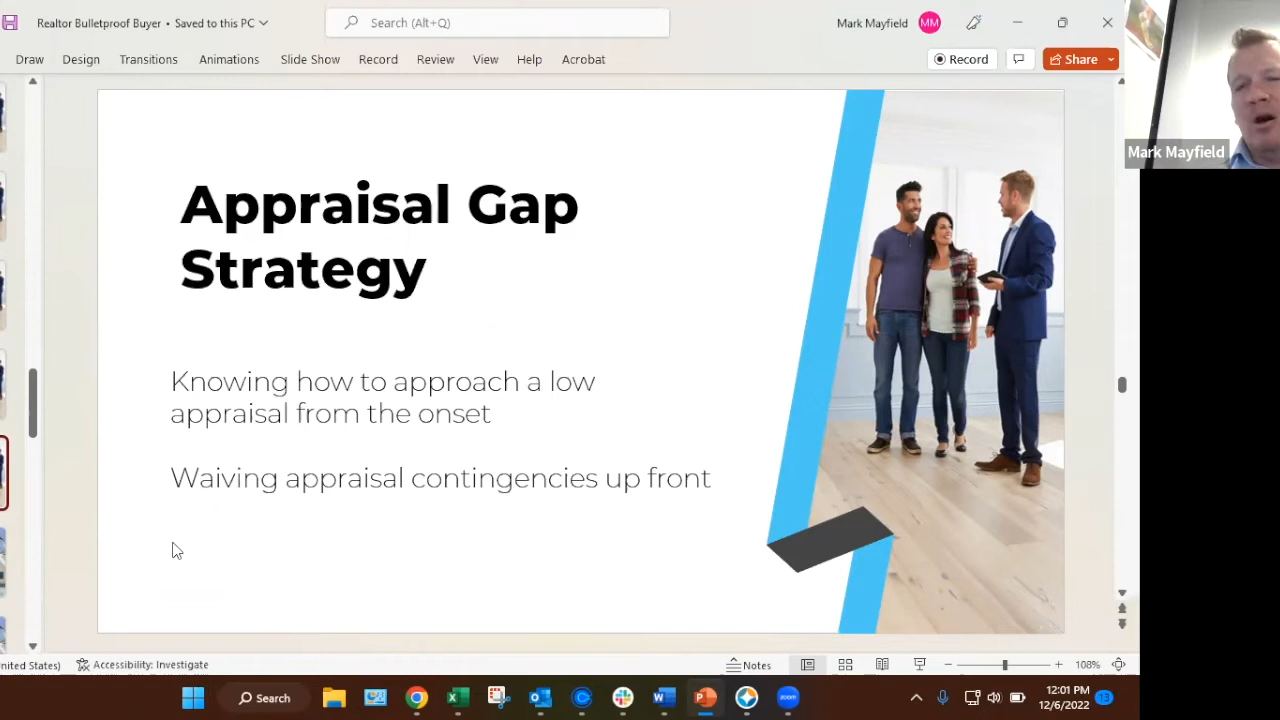 Realtor Bulletproof Buyer • Saved to this PC
Search (Alt+Q)
Mark Mayfield
MM
Draw
Design
Transitions
Animations
Slide Show
Record
Review
View
Help
Acrobat
Record
Share
Mark Mayfield
Appraisal Gap
Strategy
Knowing how to approach a low
appraisal from the onset
Waiving appraisal contingencies up front
nited States)
Accessibility: Investigate
Notes
108%
Search
zoom
12:01 PM
12/6/2022